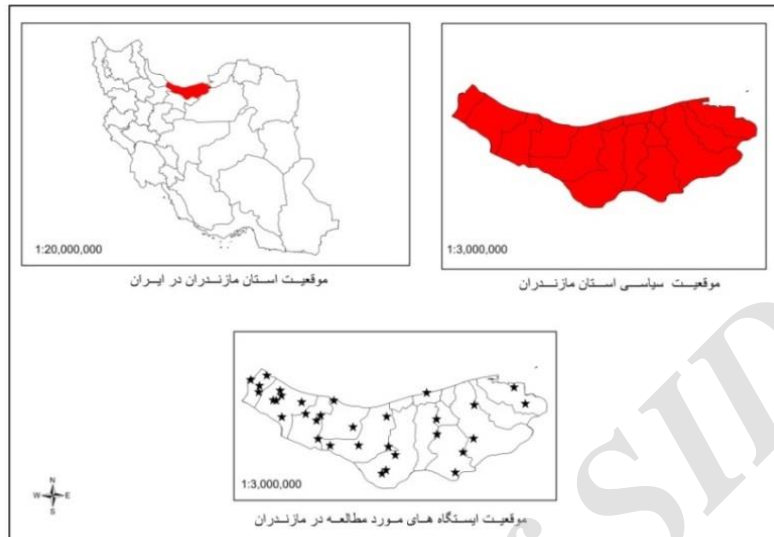 1:20,000,000
موقعیت استان مازندران در ایران
1:3,000,000
موقعیت سیاسی استان مازندران
1:3,000,000
موقعیت ایستگاه های مورد مطالعه در مازندران
N
W E
S
SID